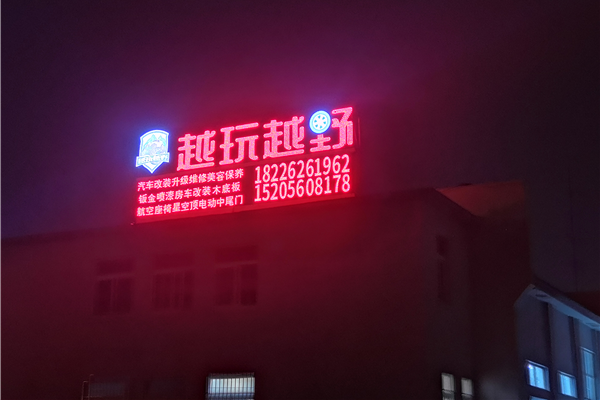 越玩越野
汽车改装升级维修美容保养
钣金喷漆房车改装木底板
航空座椅星空顶电动中尾门
18226261962
15205608178